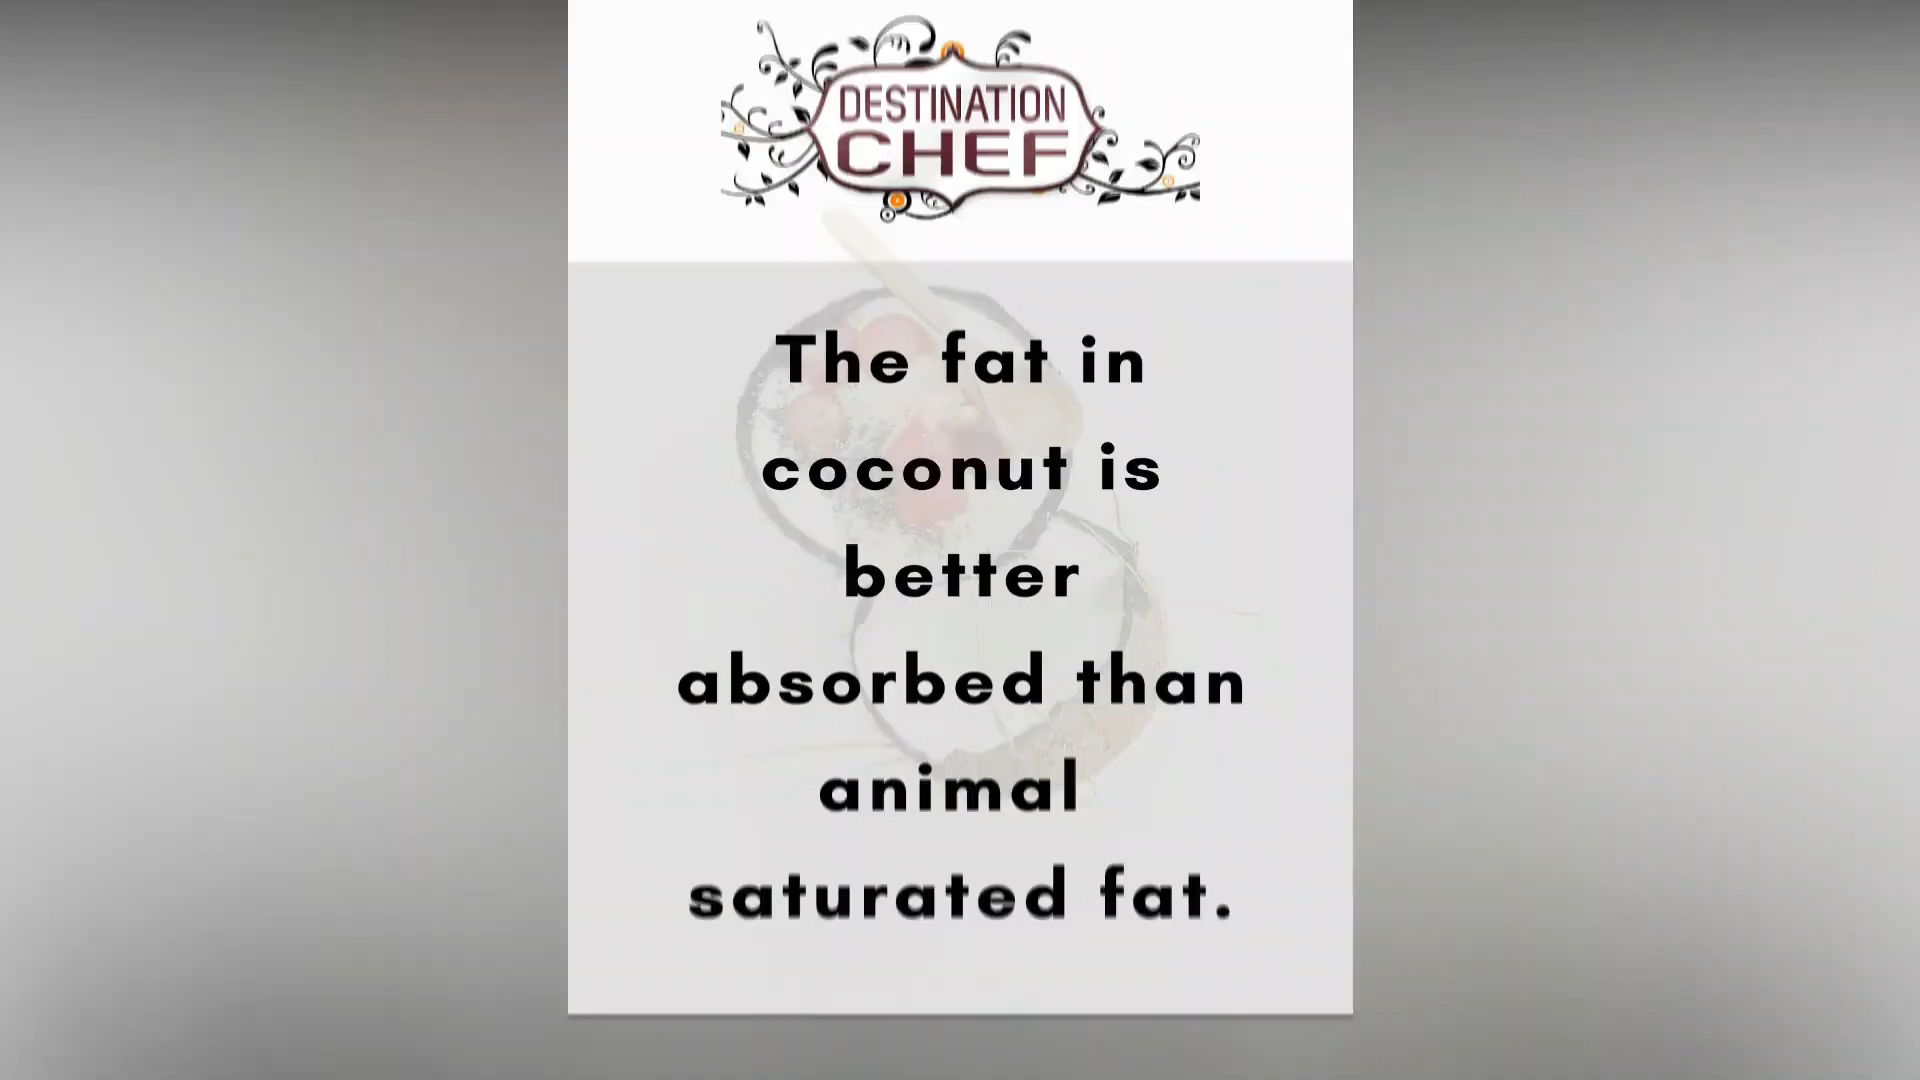 DESTINATION
CHEF
The fat in
coconut is
better
absorbed than
animal
saturated fat.